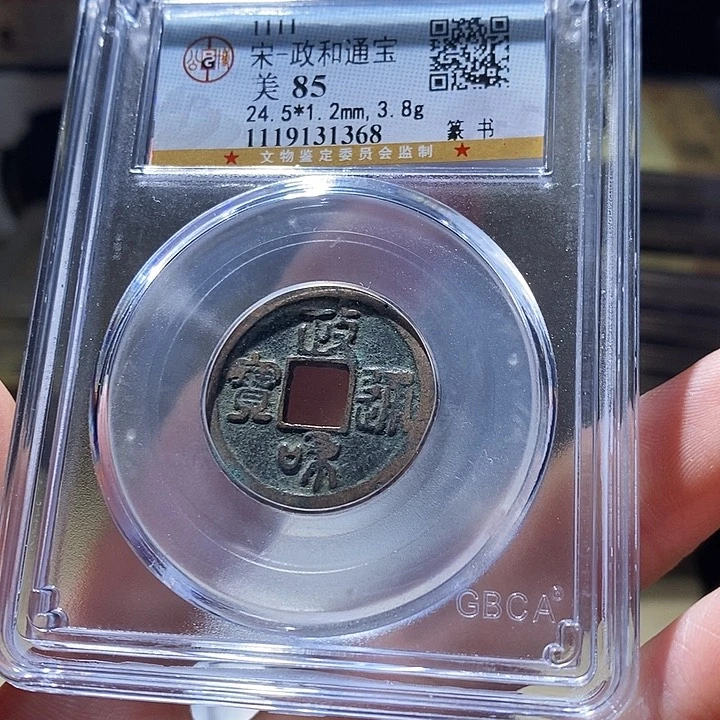 1111
宋-政和通宝
美 85
24.5*1.2mm, 3.8g
1119131368 篆书
★ 文物鉴定委员会监制 ★
政
寶 通
和
GBCA®